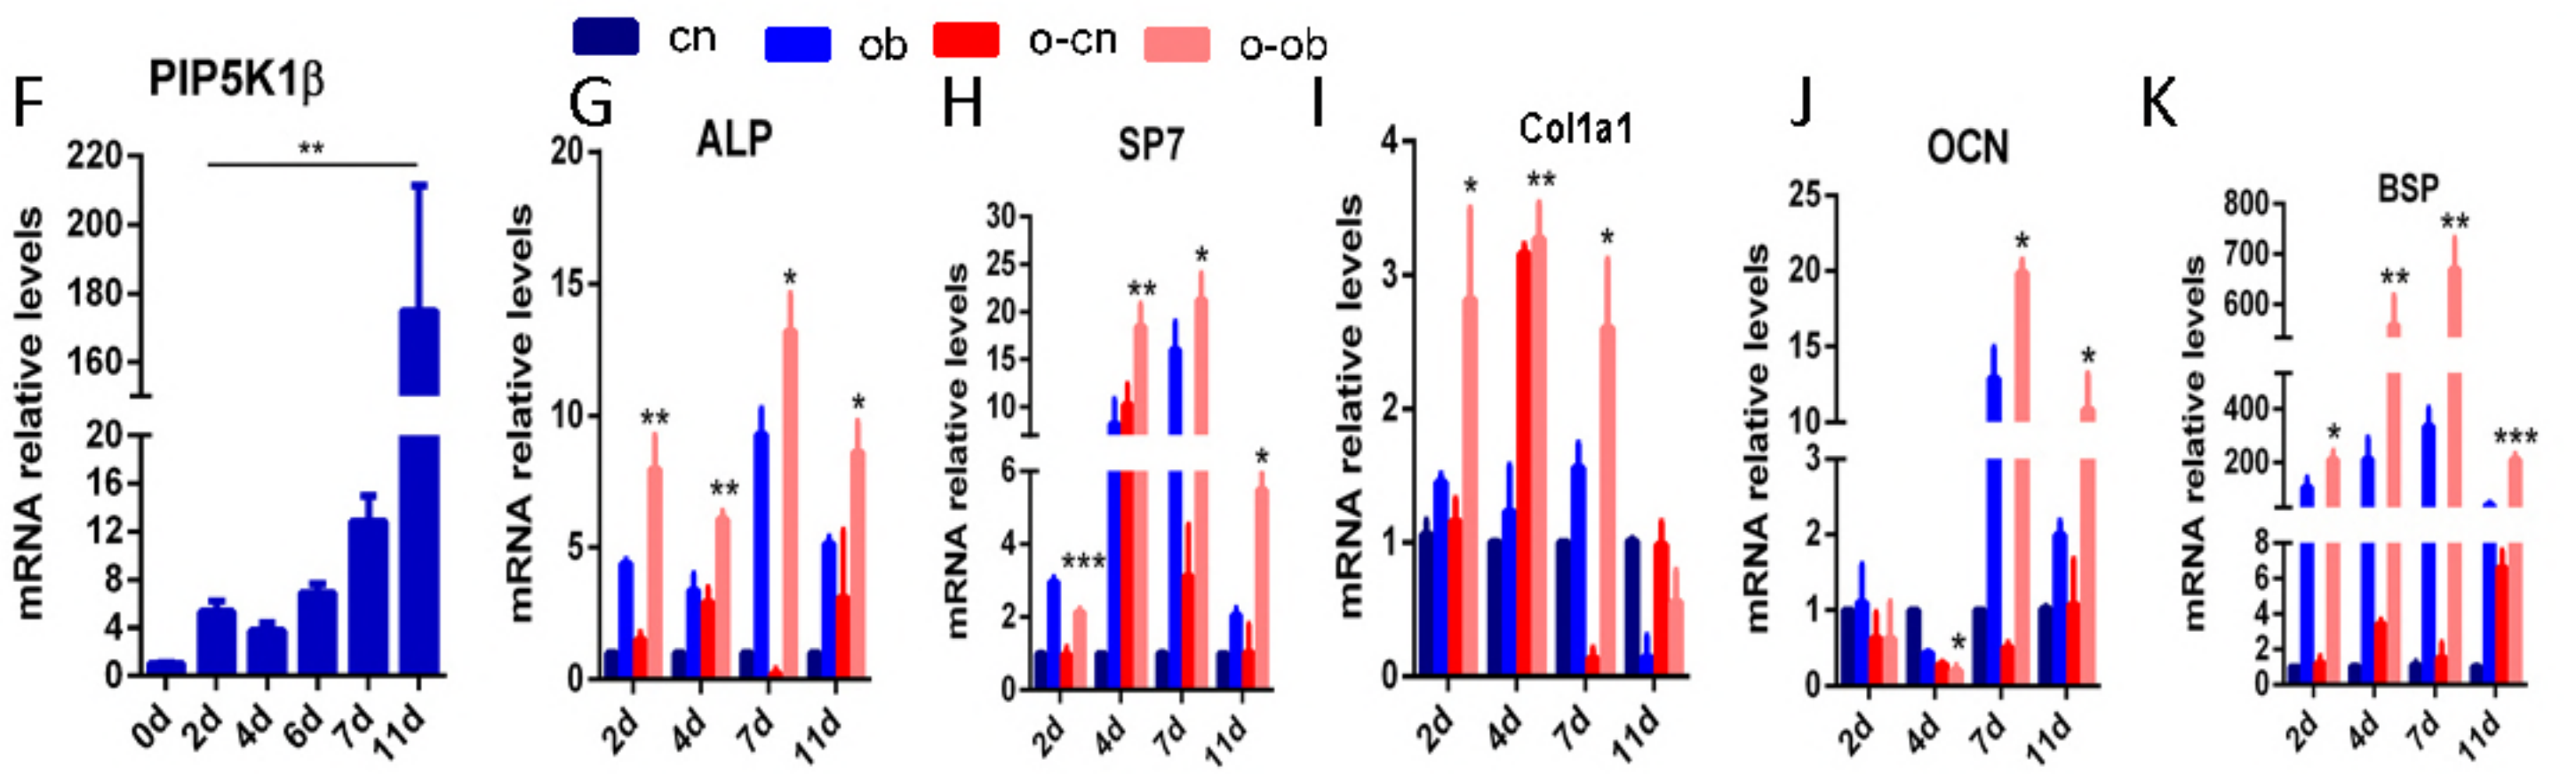 cn ob o-cn o-ob
F
PIP5K1β
mRNA relative levels
220
200
180
160
20
16
12
8
4
0
**
0d 2d 4d 6d 7d 11d
G
ALP
mRNA relative levels
20
15
10
5
0
** ** * *
2d 4d 7d 11d
H
SP7
mRNA relative levels
30
25
20
15
10
6
4
2
0
*** ** * *
2d 4d 7d 11d
I
Col1a1
mRNA relative levels
4
3
2
1
0
* ** *
2d 4d 7d 11d
J
OCN
mRNA relative levels
25
20
15
10
3
2
1
0
* * *
2d 4d 7d 11d
K
BSP
mRNA relative levels
800
700
600
400
200
8
6
4
2
0
* ** ** ***
2d 4d 7d 11d